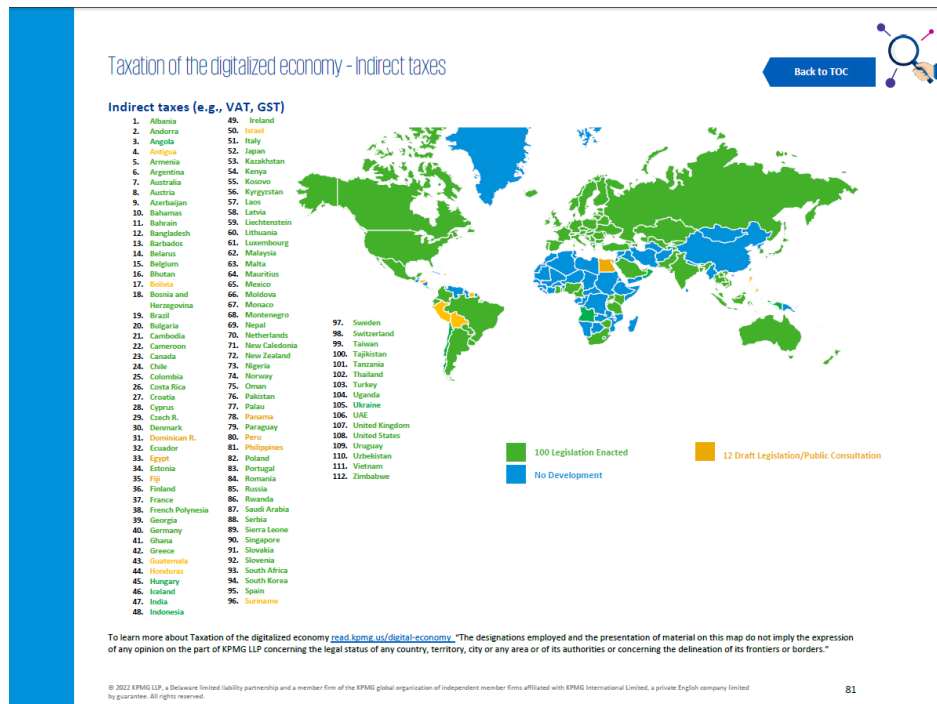 Taxation of the digitalized economy - Indirect taxes
Back to TOC
Indirect taxes (e.g., VAT, GST)
1. Albania
2. Andorra
3. Angola
4. Antigua
5. Armenia
6. Argentina
7. Australia
8. Austria
9. Azerbaijan
10. Bahamas
11. Bahrain
12. Bangladesh
13. Barbados
14. Belarus
15. Belgium
16. Bhutan
17. Bolivia
18. Bosnia and
Herzegovina
19. Brazil
20. Bulgaria
21. Cambodia
22. Cameroon
23. Canada
24. Chile
25. Colombia
26. Costa Rica
27. Croatia
28. Cyprus
29. Czech R.
30. Denmark
31. Dominican R.
32. Ecuador
33. Egypt
34. Estonia
35. Fiji
36. Finland
37. France
38. French Polynesia
39. Georgia
40. Germany
41. Ghana
42. Greece
43. Guatemala
44. Honduras
45. Hungary
46. Iceland
47. India
48. Indonesia
49. Ireland
50. Israel
51. Italy
52. Japan
53. Kazakhstan
54. Kenya
55. Kosovo
56. Kyrgyzstan
57. Laos
58. Latvia
59. Liechtenstein
60. Lithuania
61. Luxembourg
62. Malaysia
63. Malta
64. Mauritius
65. Mexico
66. Moldova
67. Monaco
68. Montenegro
69. Nepal
70. Netherlands
71. New Caledonia
72. New Zealand
73. Nigeria
74. Norway
75. Oman
76. Pakistan
77. Palau
78. Panama
79. Paraguay
80. Peru
81. Philippines
82. Poland
83. Portugal
84. Romania
85. Russia
86. Rwanda
87. Saudi Arabia
88. Serbia
89. Sierra Leone
90. Singapore
91. Slovakia
92. Slovenia
93. South Africa
94. South Korea
95. Spain
96. Suriname
97. Sweden
98. Switzerland
99. Taiwan
100. Tajikistan
101. Tanzania
102. Thailand
103. Turkey
104. Uganda
105. Ukraine
106. UAE
107. United Kingdom
108. United States
109. Uruguay
110. Uzbekistan
111. Vietnam
112. Zimbabwe
100 Legislation Enacted
12 Draft Legislation/Public Consultation
No Development
To learn more about Taxation of the digitalized economy read.kpmg.us/digital-economy "The designations employed and the presentation of material on this map do not imply the expression
of any opinion on the part of KPMG LLP concerning the legal status of any country, territory, city or any area or of its authorities or concerning the delineation of its frontiers or borders."
© 2022 KPMG LLP, a Delaware limited liability partnership and a member firm of the KPMG global organization of independent member firms affiliated with KPMG International Limited, a private English company limited
by guarantee. All rights reserved.
81